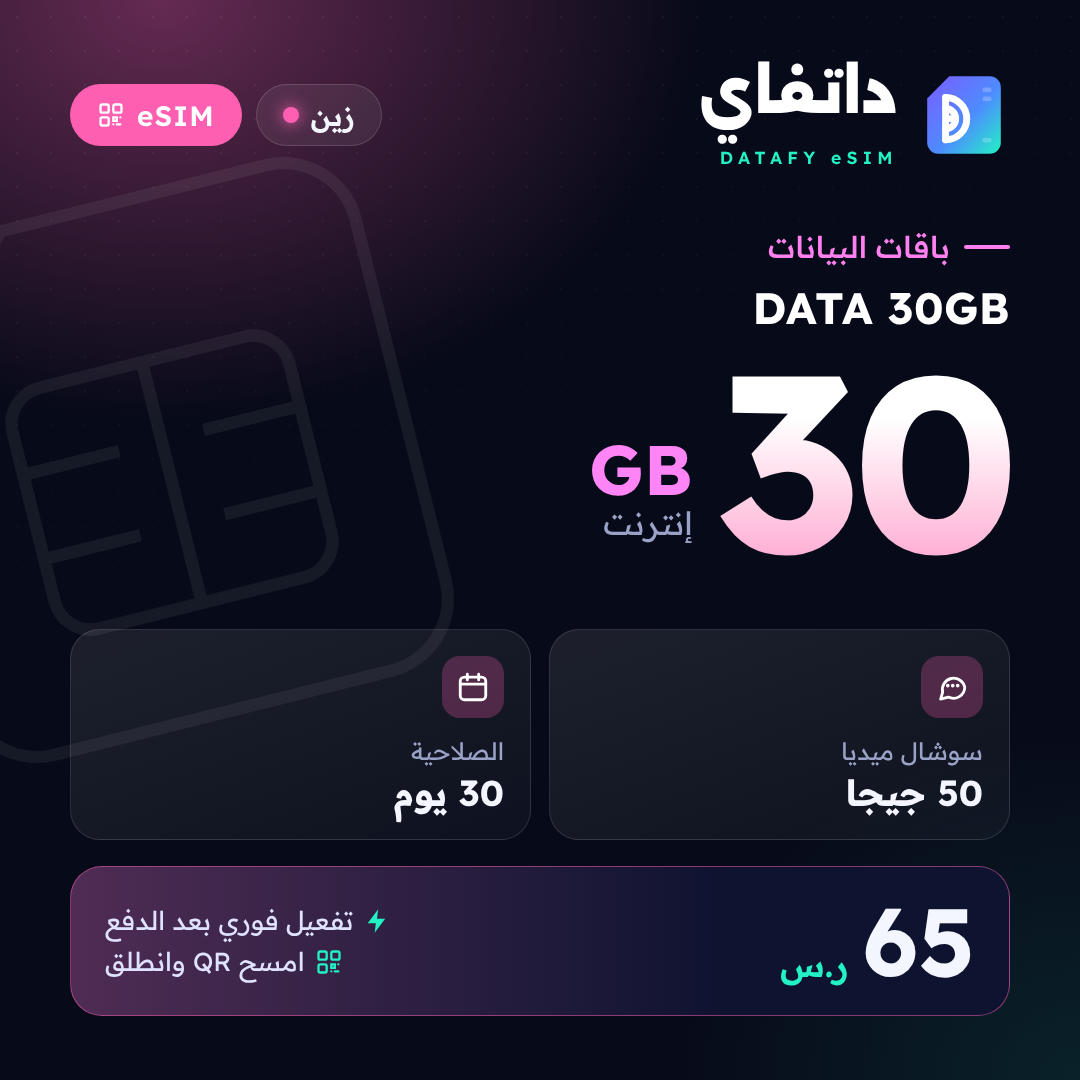 داتفاي
DATAFY eSIM
زين
eSIM
باقات البيانات
DATA 30GB
30 GB
إنترنت
سوشال ميديا
50 جيجا
الصلاحية
30 يوم
65 ر.س
تفعيل فوري بعد الدفع
امسح QR وانطلق